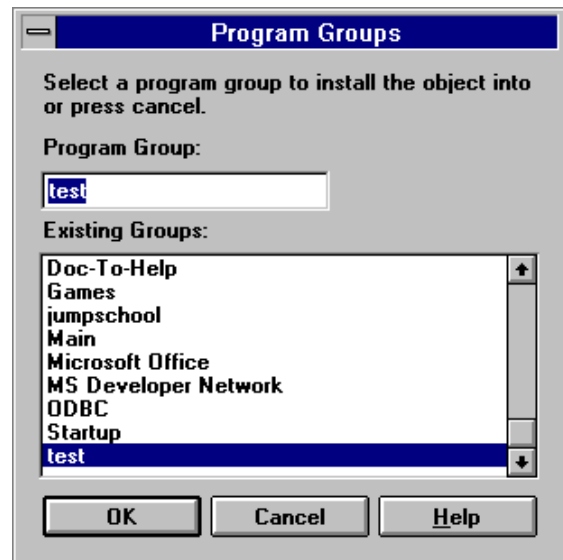 Program Groups
Select a program group to install the object into
or press cancel.
Program Group:
test
Existing Groups:
Doc-To-Help
Games
jumpschool
Main
Microsoft Office
MS Developer Network
ODBC
Startup
test
OK Cancel Help